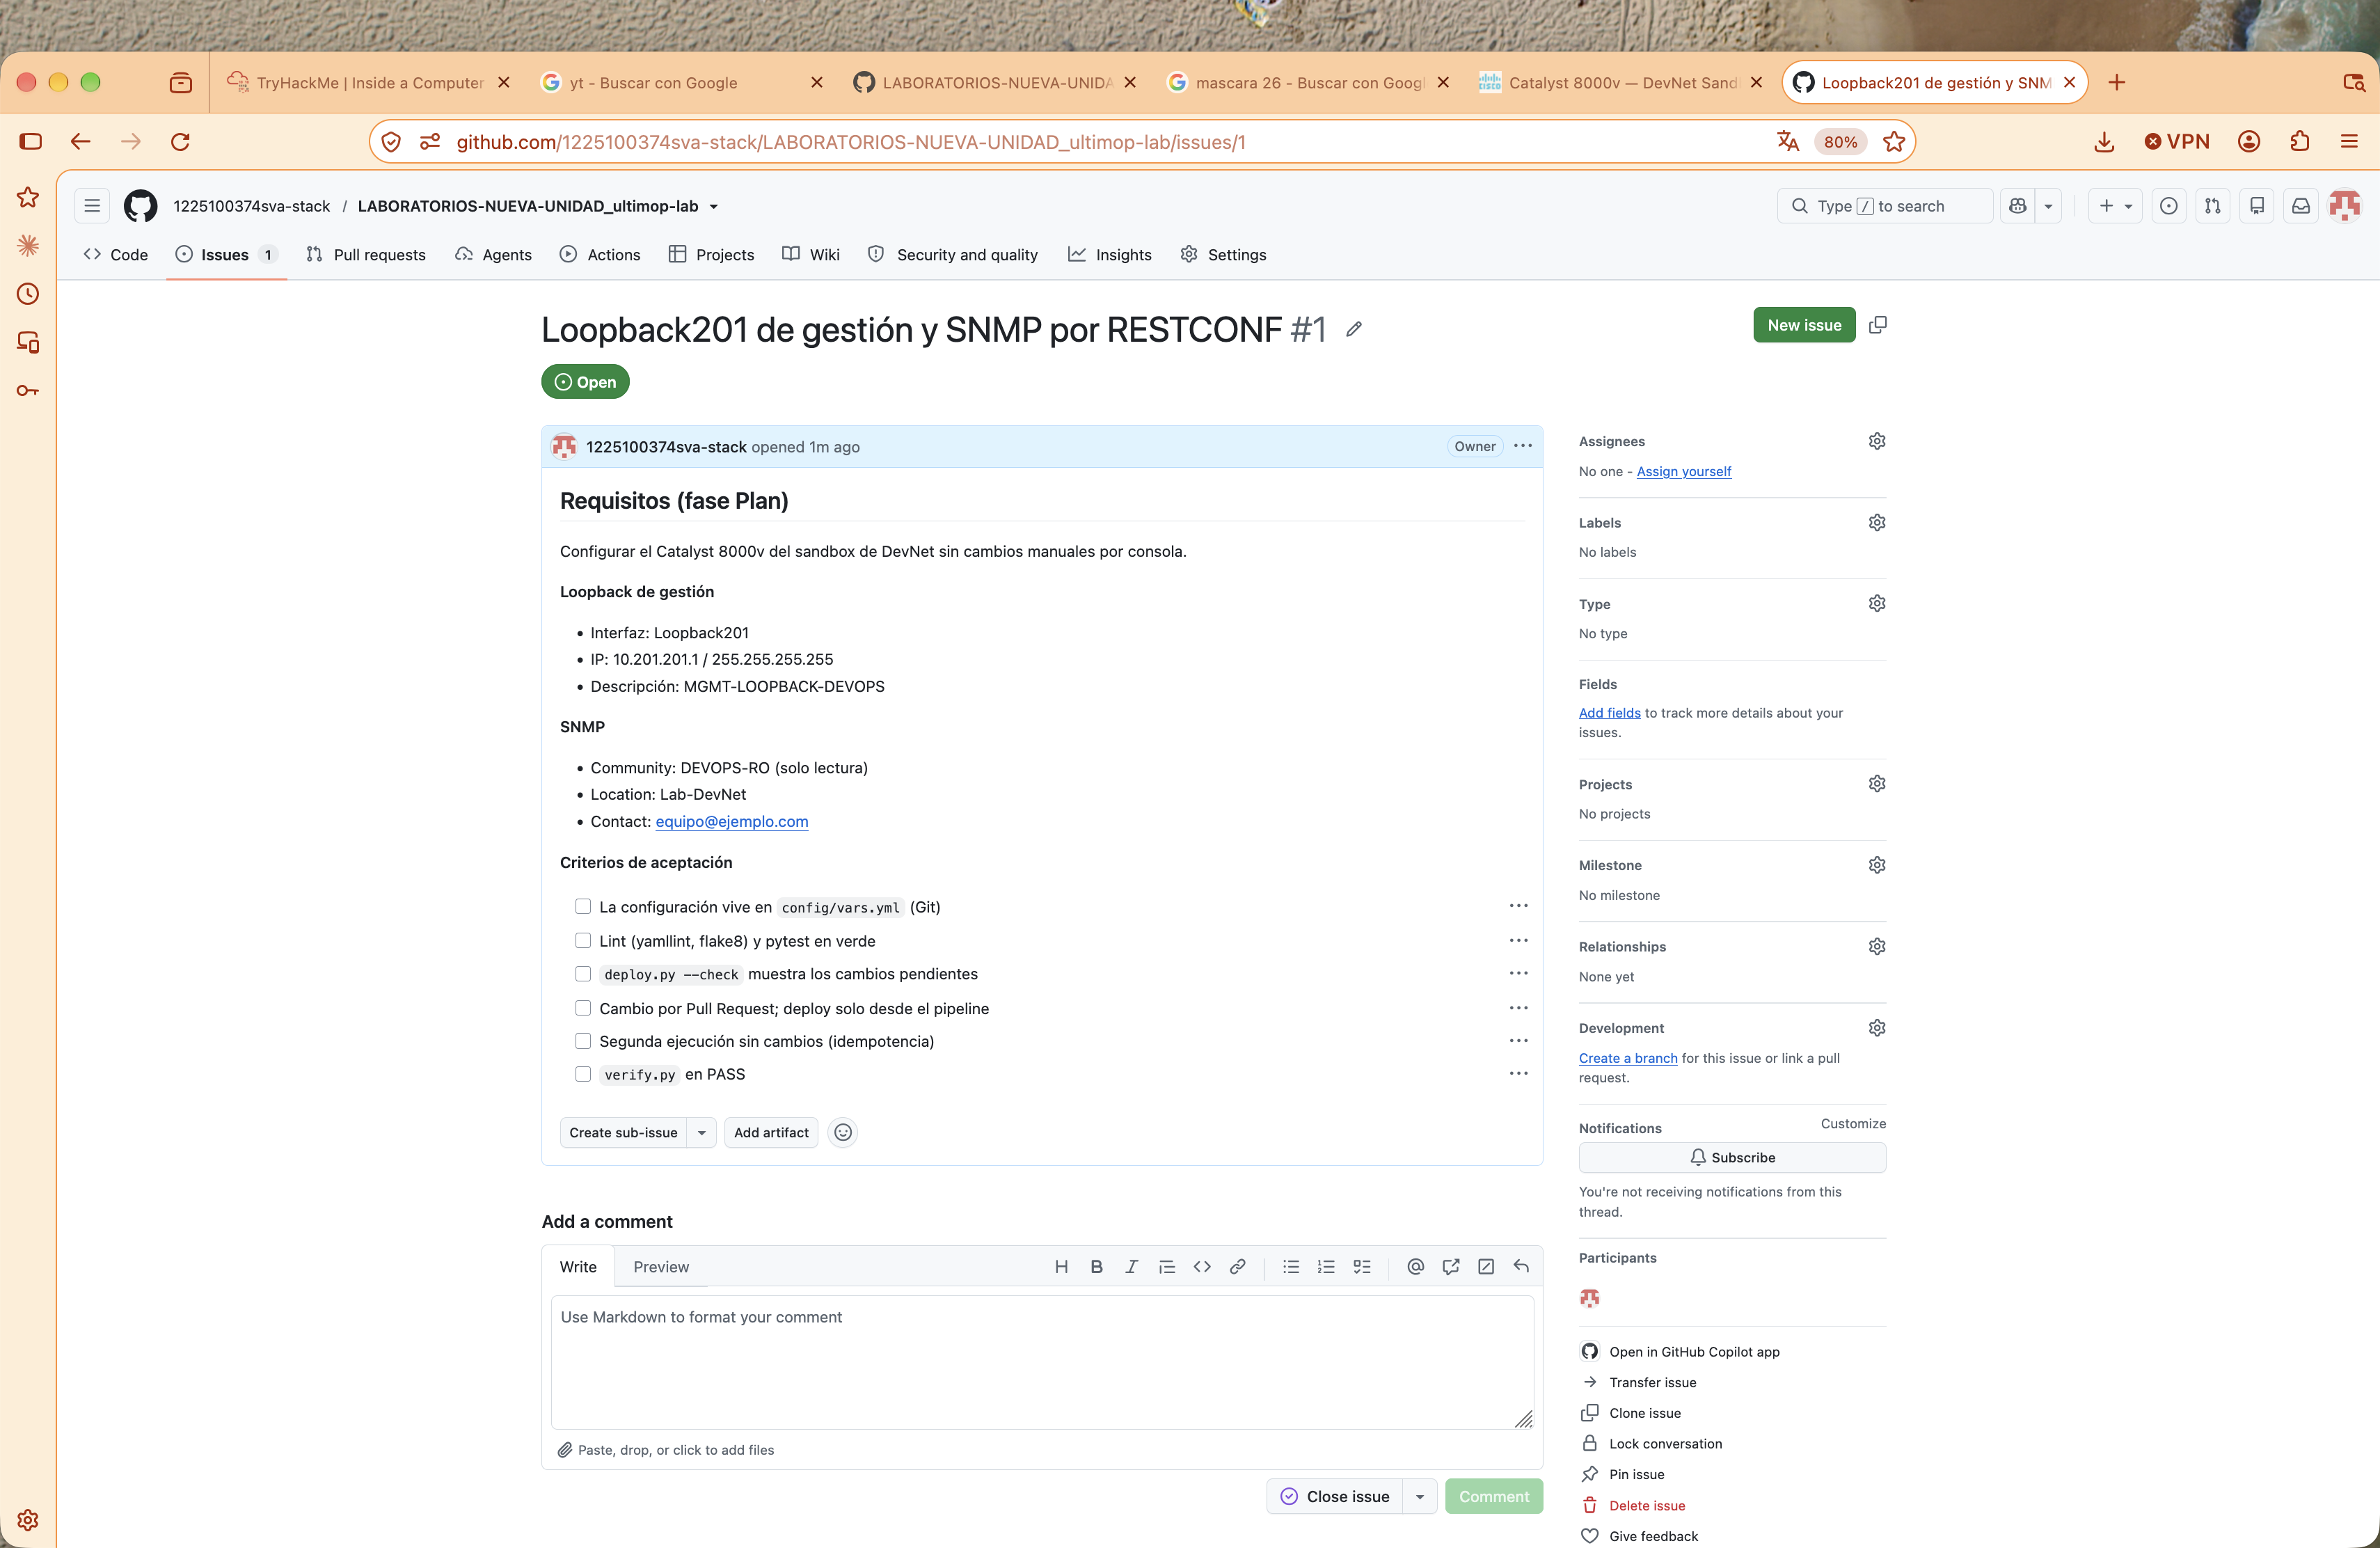 TryHackMe | Inside a Computer
yt - Buscar con Google
LABORATORIOS-NUEVA-UNIDA
mascara 26 - Buscar con Googl
Catalyst 8000v — DevNet Sand
Loopback201 de gestión y SNM
github.com/1225100374sva-stack/LABORATORIOS-NUEVA-UNIDAD_ultimop-lab/issues/1
80%
VPN
1225100374sva-stack / LABORATORIOS-NUEVA-UNIDAD_ultimop-lab
Type / to search
Code
Issues 1
Pull requests
Agents
Actions
Projects
Wiki
Security and quality
Insights
Settings
Loopback201 de gestión y SNMP por RESTCONF #1
New issue
Open
1225100374sva-stack opened 1m ago
Owner
Requisitos (fase Plan)
Configurar el Catalyst 8000v del sandbox de DevNet sin cambios manuales por consola.
Loopback de gestión
• Interfaz: Loopback201
• IP: 10.201.201.1 / 255.255.255.255
• Descripción: MGMT-LOOPBACK-DEVOPS
SNMP
• Community: DEVOPS-RO (solo lectura)
• Location: Lab-DevNet
• Contact: equipo@ejemplo.com
Criterios de aceptación
La configuración vive en config/vars.yml (Git)
Lint (yamllint, flake8) y pytest en verde
deploy.py --check muestra los cambios pendientes
Cambio por Pull Request; deploy solo desde el pipeline
Segunda ejecución sin cambios (idempotencia)
verify.py en PASS
Create sub-issue
Add artifact
Add a comment
Write
Preview
Use Markdown to format your comment
Paste, drop, or click to add files
Close issue
Comment
Assignees
No one - Assign yourself
Labels
No labels
Type
No type
Fields
Add fields to track more details about your
issues.
Projects
No projects
Milestone
No milestone
Relationships
None yet
Development
Create a branch for this issue or link a pull
request.
Notifications
Customize
Subscribe
You're not receiving notifications from this
thread.
Participants
Open in GitHub Copilot app
Transfer issue
Clone issue
Lock conversation
Pin issue
Delete issue
Give feedback